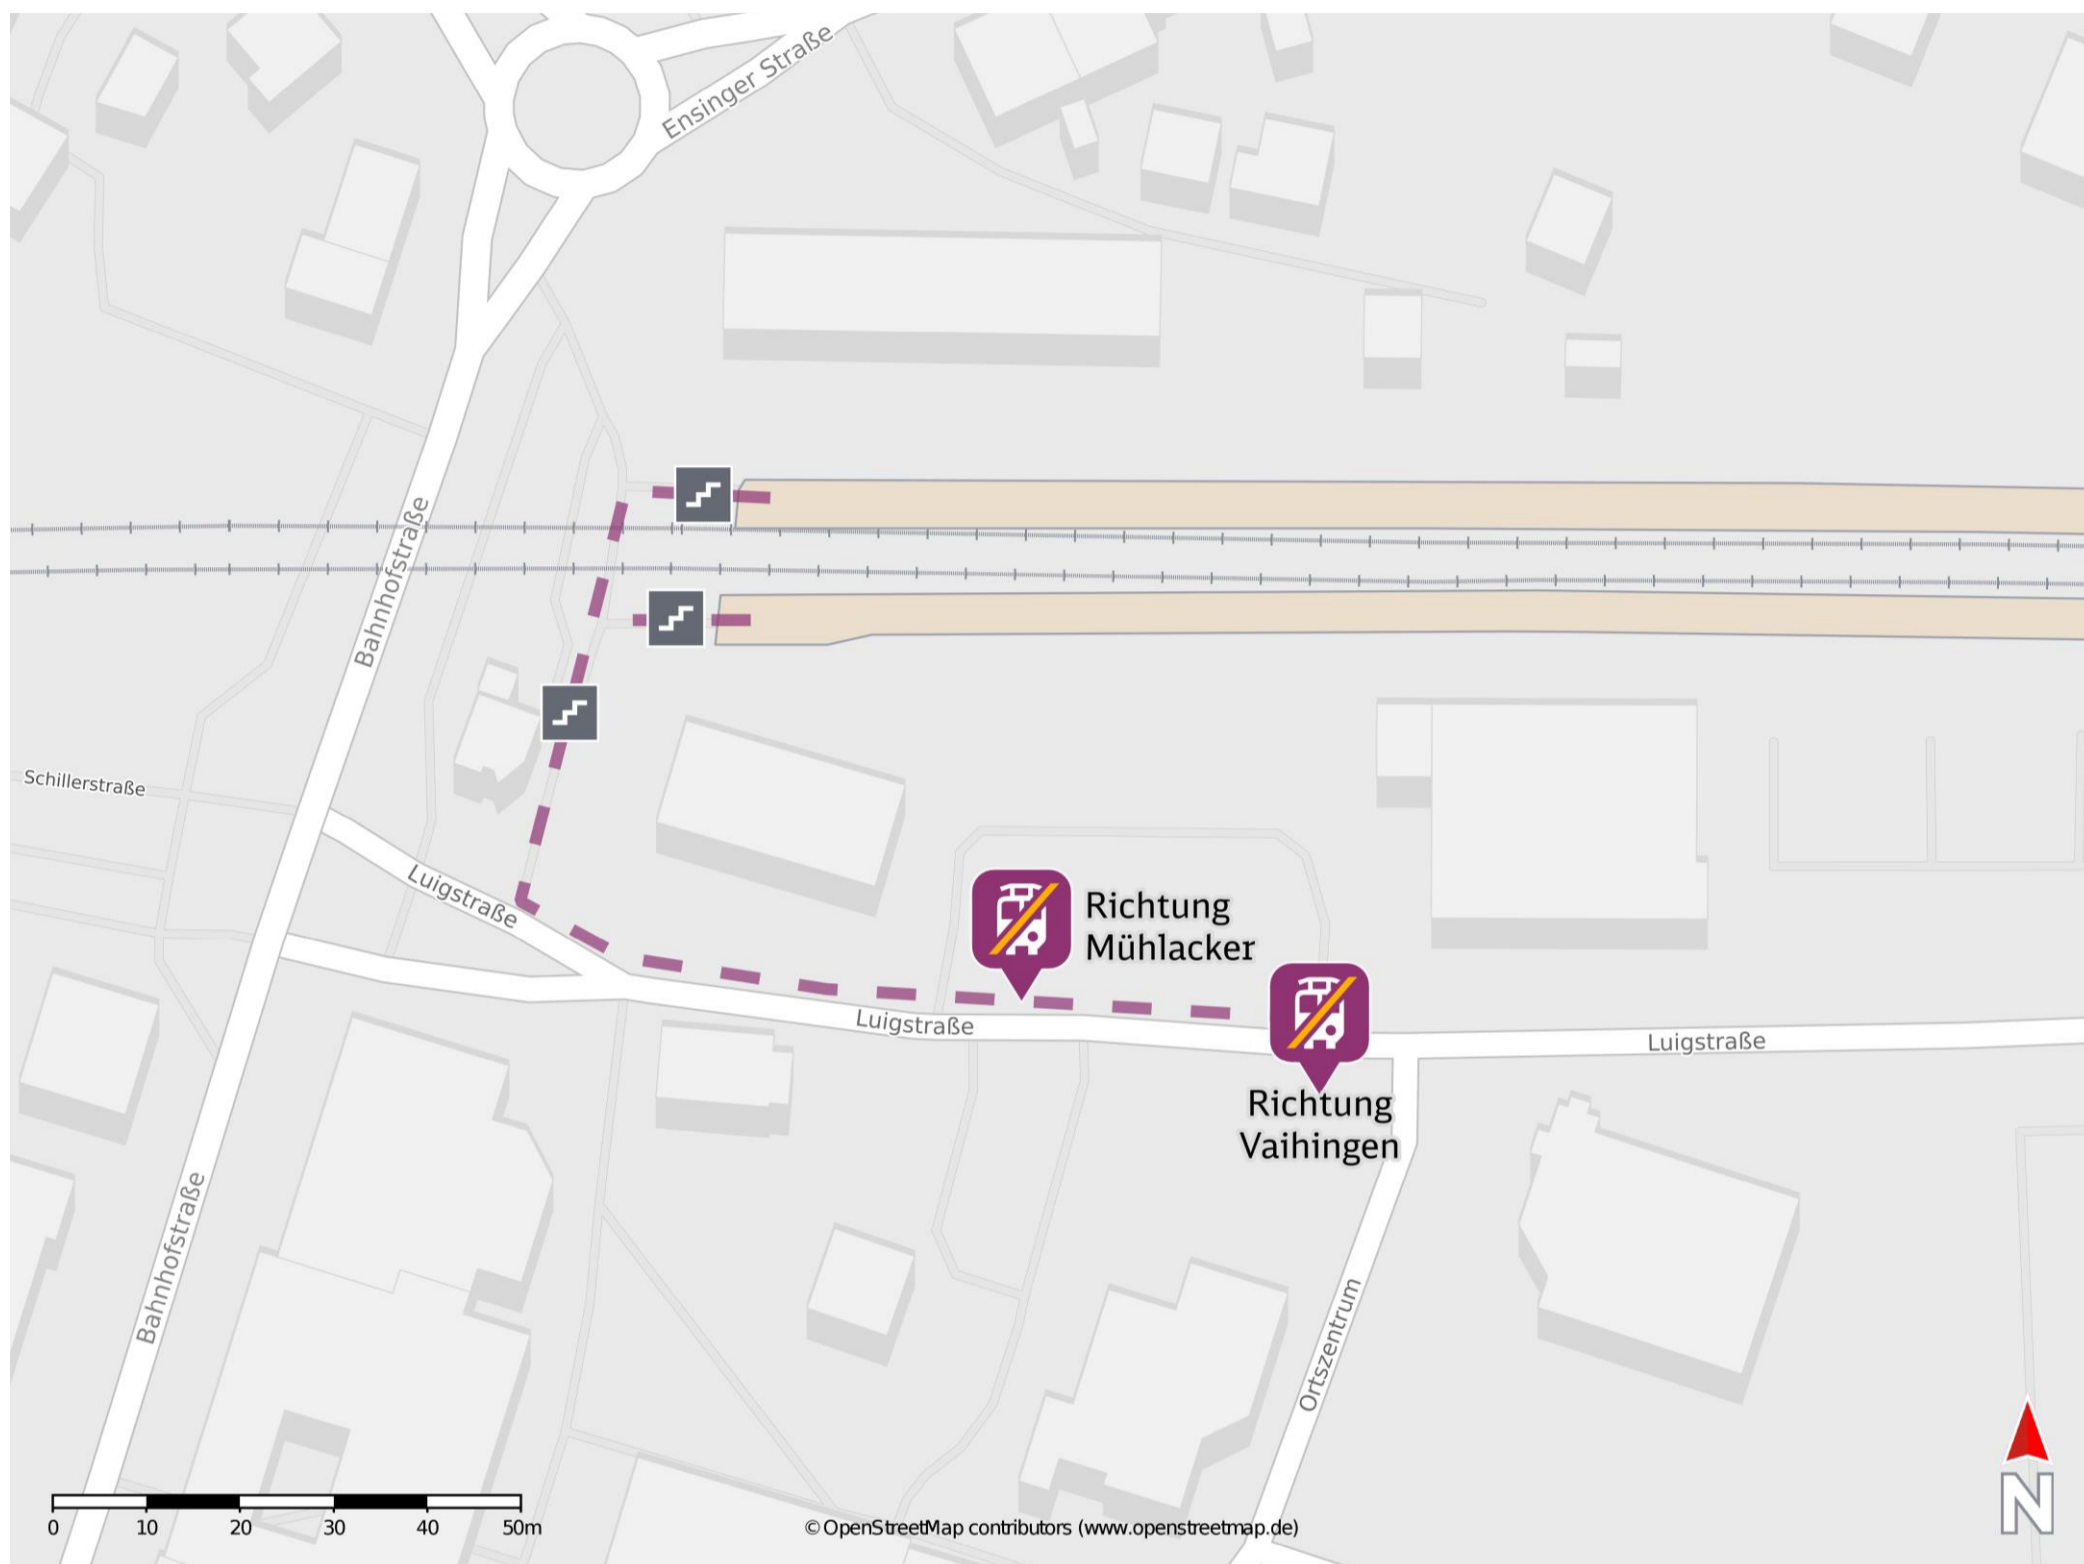 Ensinger Straße
Bahnhofstraße
Schillerstraße
Luigstraße
Richtung
Mühlacker
Luigstraße
Luigstraße
Richtung
Vaihingen
Bahnhofstraße
Ortszentrum
0 10 20 30 40 50m
© OpenStreetMap contributors (www.openstreetmap.de)
N